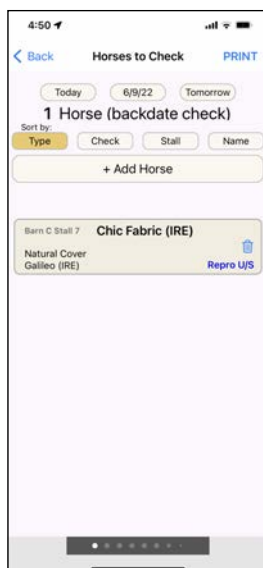 4:50
Back Horses to Check PRINT
Today 6/9/22 Tomorrow
1 Horse (backdate check)
Sort by:
Type Check Stall Name
+ Add Horse
Barn C Stall 7 Chic Fabric (IRE)
Natural Cover
Galileo (IRE) Repro U/S